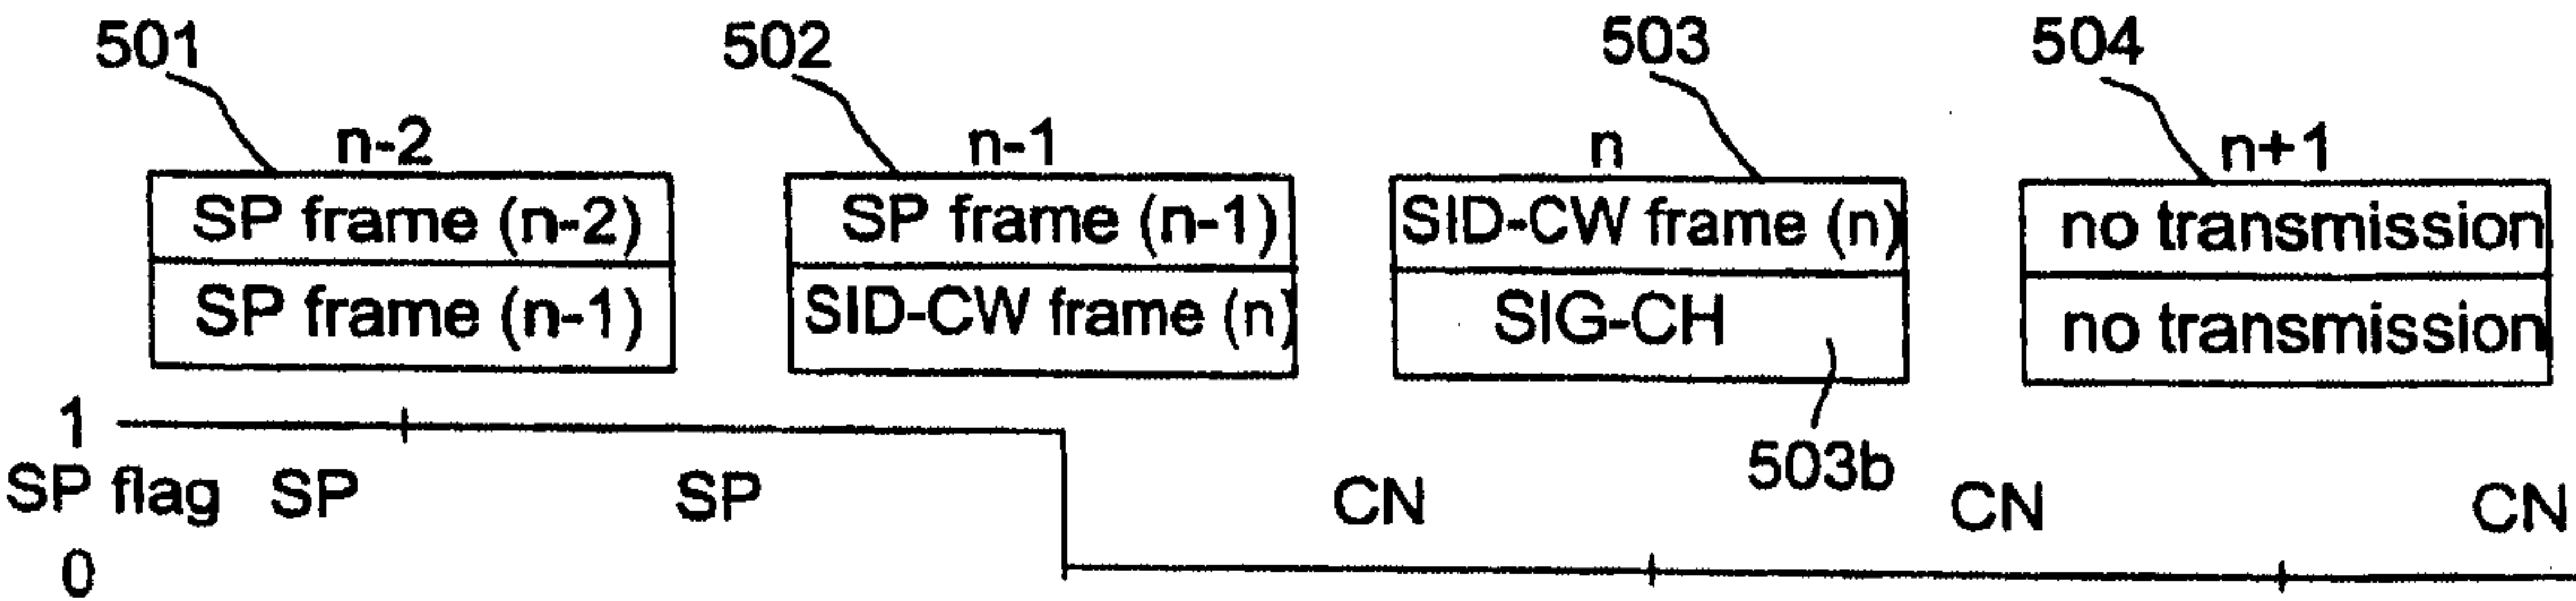 501 502 503 504
n-2 n-1 n n+1
SP frame (n-2) SP frame (n-1) SID-CW frame (n) no transmission
SP frame (n-1) SID-CW frame (n) SIG-CH no transmission
1
503b
SP flag SP SP CN CN CN
0